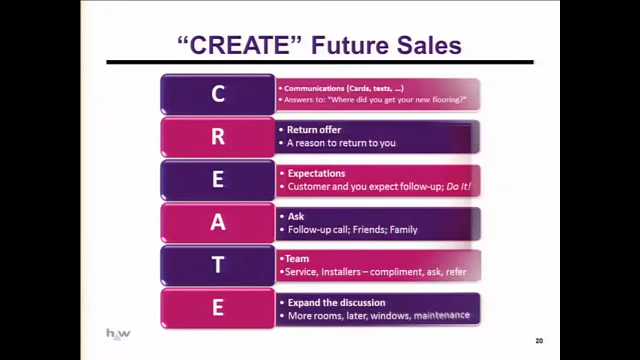 “CREATE” Future Sales
C
• Communications (Cards, texts, …)
• Answers to: “Where did you get your new flooring?”
R
• Return offer
• A reason to return to you
E
• Expectations
• Customer and you expect follow-up; Do It!
A
• Ask
• Follow-up call; Friends; Family
T
•Team
•Service, Installers – compliment, ask, refer
E
• Expand the discussion
• More rooms, later, windows, maintenance
h2w
20